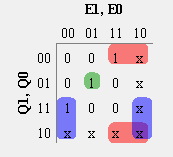 E1, E0
00 01 11 10
Q1, Q0
00 0 0 1 x
01 0 1 0 x
11 1 0 0 x
10 x x x x